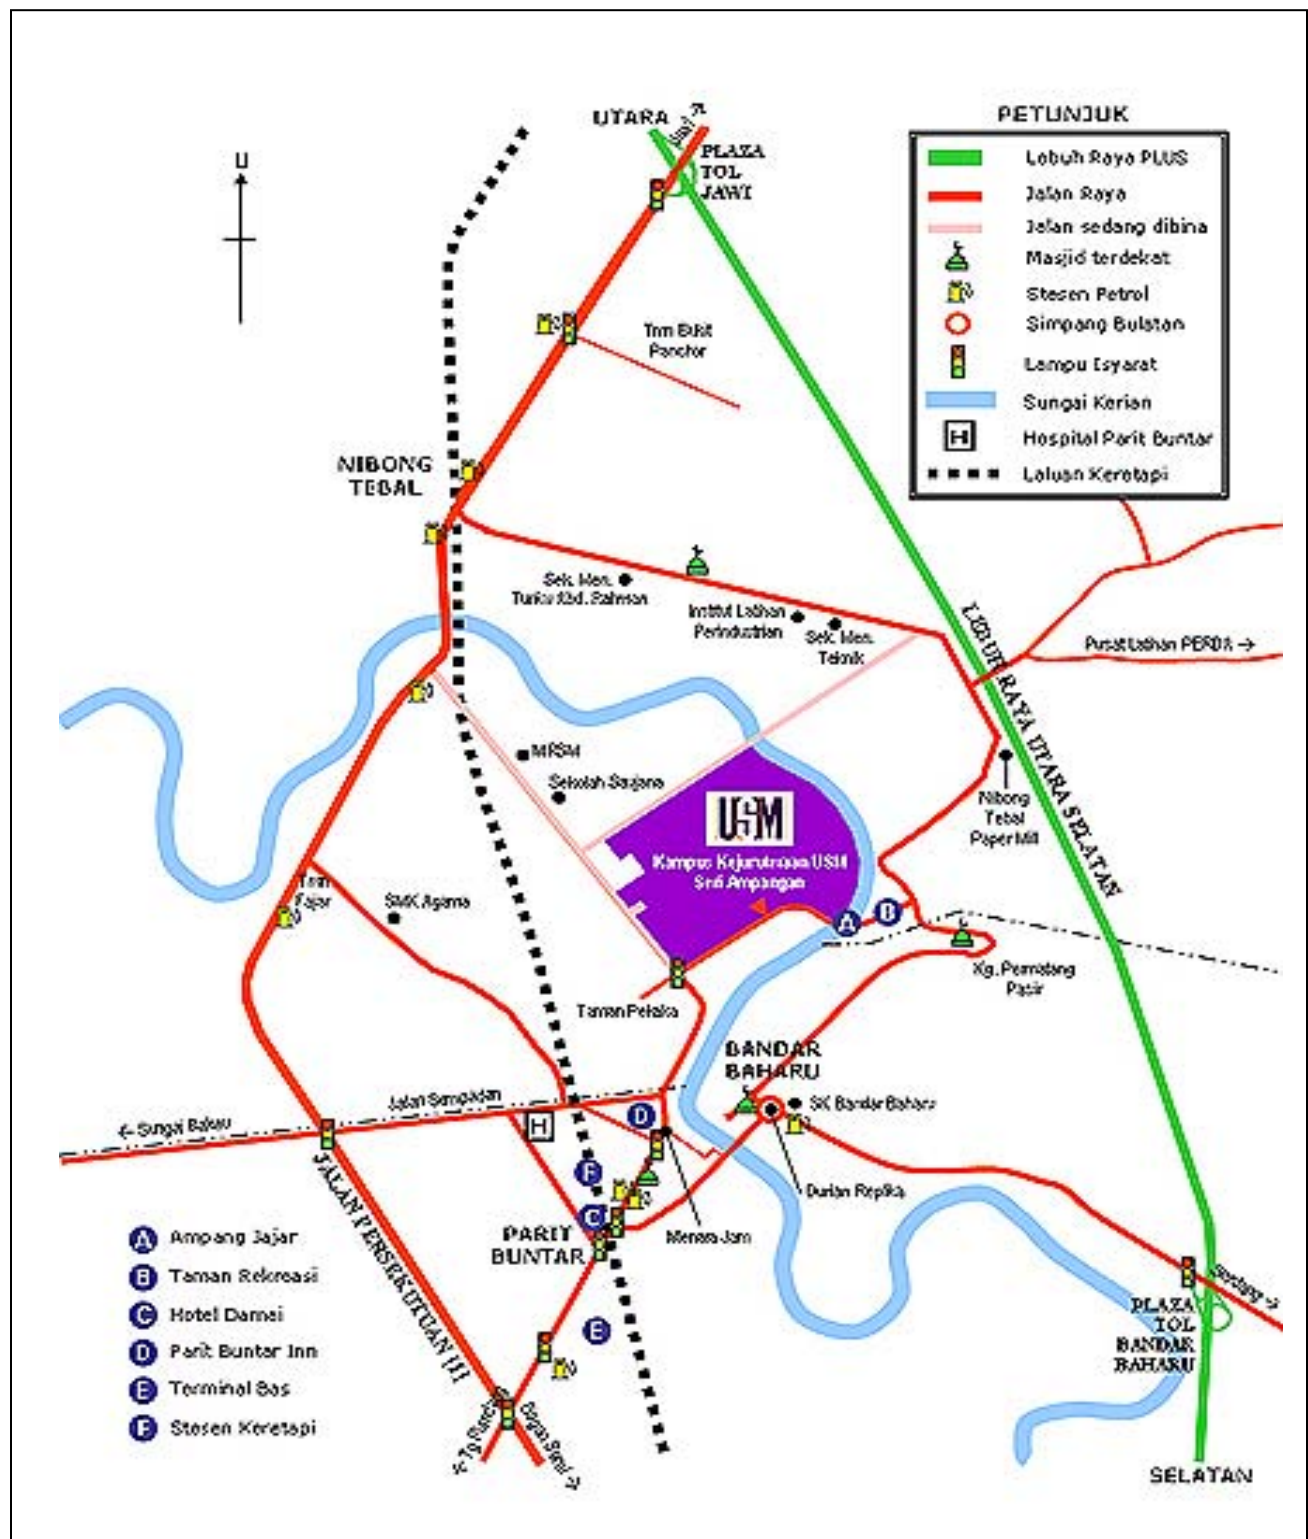 UTARA
Jawi
PLAZA
TOL
JAWI
U
PETUNJUK
Lebuh Raya PLUS
Jalan Raya
Jalan sedang dibina
Masjid terdekat
Stesen Petrol
Simpang Bulatan
Lampu Isyarat
Sungai Kerian
H
Hospital Parit Buntar
Laluan Keretapi
Tmn Bukit
Panchor
NIBONG
TEBAL
Sek. Men.
Tunku Abd. Rahman
Institut Latihan
Perindustrian
Sek. Men.
Teknik
LEBUH RAYA UTARA SELATAN
Pusat Latihan PERDA →
MRSM
Sekolah Saujana
USM
Kampus Kejuruteraan USM
Seri Ampangan
Nibong
Tebal
Paper Mill
Tmn
Fajar
SMK Agama
A
B
Kg. Permatang
Pasir
Taman Pekaka
BANDAR
BAHARU
SK Bandar Baharu
Jalan Sempadan
← Sungai Bakau
D
H
F
Durian Replika
C
Menara Jam
PARIT
BUNTAR
JALAN PERSEKUTUAN [1]
E
Serdang →
PLAZA
TOL
BANDAR
BAHARU
A Ampang Jajar
B Taman Rekreasi
C Hotel Damai
D Parit Buntar Inn
E Terminal Bas
F Stesen Keretapi
Bagan Serai →
SELATAN